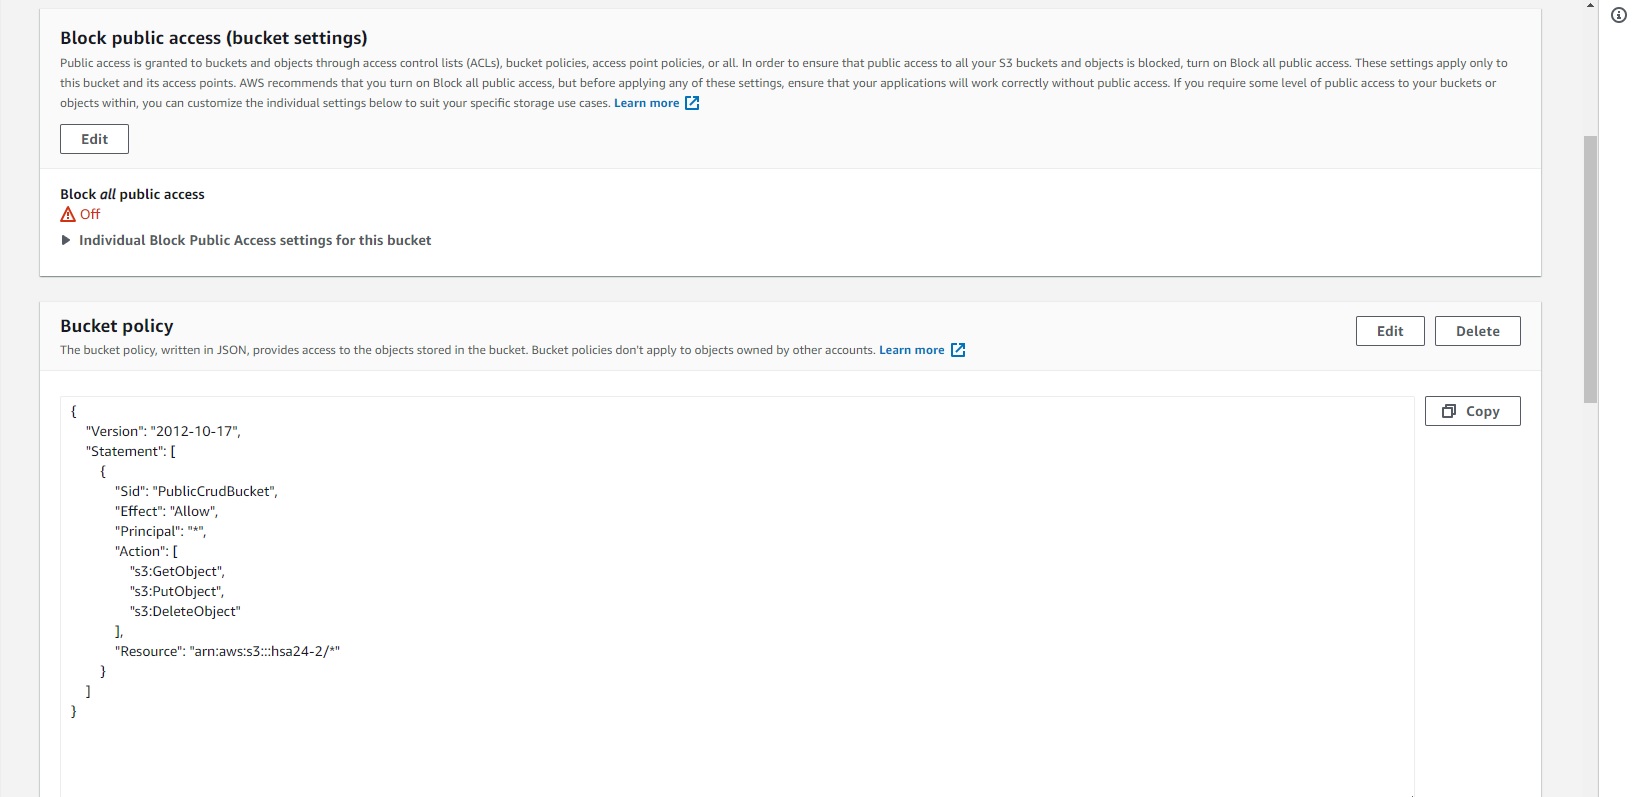 Block public access (bucket settings)
Public access is granted to buckets and objects through access control lists (ACLs), bucket policies, access point policies, or all. In order to ensure that public access to all your S3 buckets and objects is blocked, turn on Block all public access. These settings apply only to
this bucket and its access points. AWS recommends that you turn on Block all public access, but before applying any of these settings, ensure that your applications will work correctly without public access. If you require some level of public access to your buckets or
objects within, you can customize the individual settings below to suit your specific storage use cases. Learn more
Edit
Block all public access
Off
Individual Block Public Access settings for this bucket
Bucket policy
Edit Delete
The bucket policy, written in JSON, provides access to the objects stored in the bucket. Bucket policies don't apply to objects owned by other accounts. Learn more
Copy
{
"Version": "2012-10-17",
"Statement": [
{
"Sid": "PublicCrudBucket",
"Effect": "Allow",
"Principal": "*",
"Action": [
"s3:GetObject",
"s3:PutObject",
"s3:DeleteObject"
],
"Resource": "arn:aws:s3:::hsa24-2/*"
}
]
}